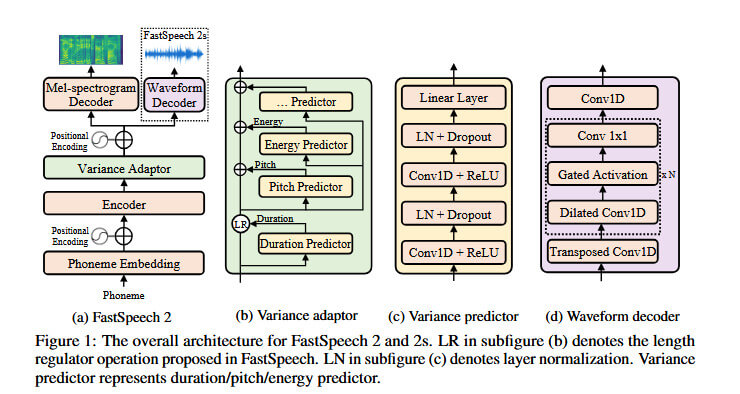 FastSpeech 2s
Mel-spectrogram
Decoder
Waveform
Decoder
Positional
Encoding
Variance Adaptor
Encoder
Positional
Encoding
Phoneme Embedding
Phoneme
(a) FastSpeech 2
... Predictor
Energy
Energy Predictor
Pitch
Pitch Predictor
LR
Duration
Duration Predictor
(b) Variance adaptor
Linear Layer
LN + Dropout
Conv1D + ReLU
LN + Dropout
Conv1D + ReLU
(c) Variance predictor
Conv1D
Conv 1x1
Gated Activation
x N
Dilated Conv1D
Transposed Conv1D
(d) Waveform decoder
Figure 1: The overall architecture for FastSpeech 2 and 2s. LR in subfigure (b) denotes the length
regulator operation proposed in FastSpeech. LN in subfigure (c) denotes layer normalization. Variance
predictor represents duration/pitch/energy predictor.